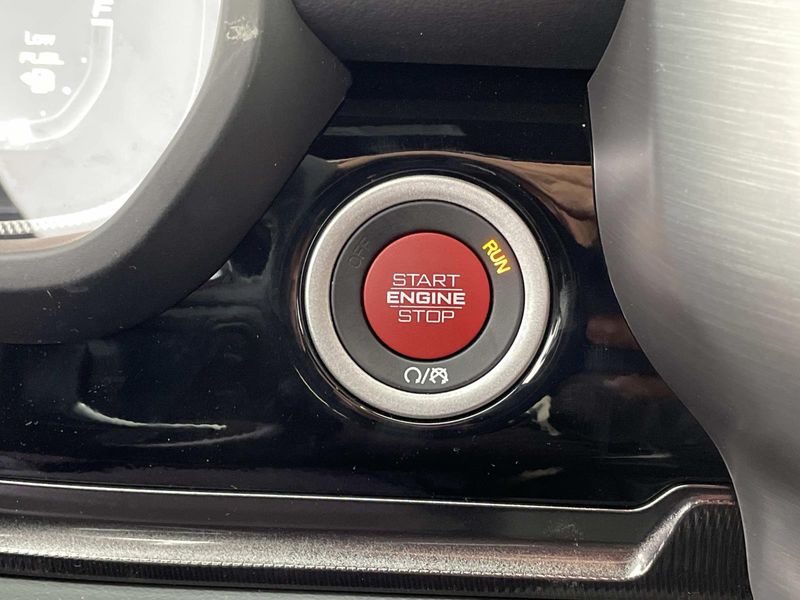 LOW
FUEL
OFF
RUN
START
ENGINE
STOP